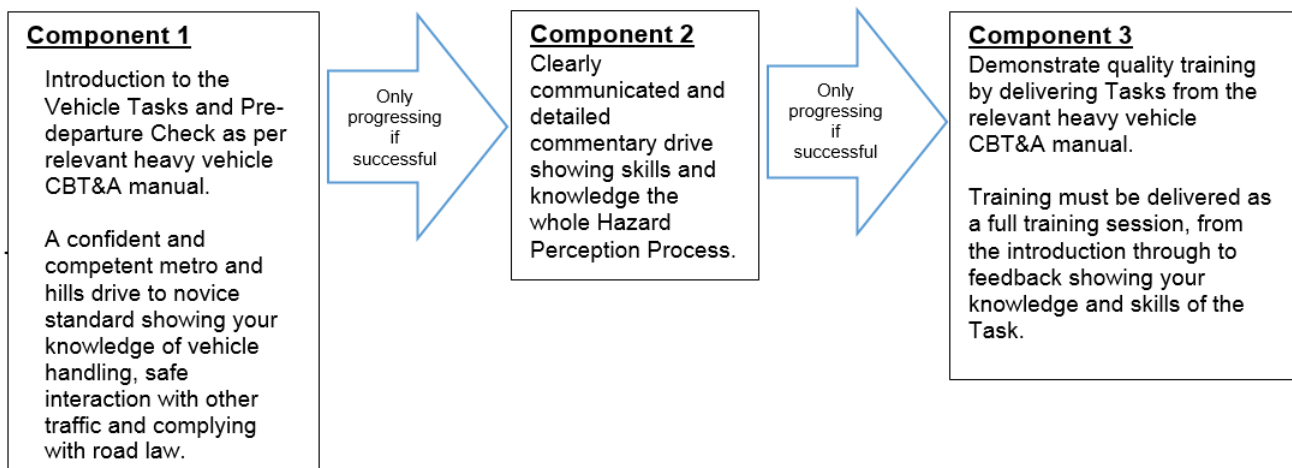 Component 1
Introduction to the
Vehicle Tasks and Pre-
departure Check as per
relevant heavy vehicle
CBT&A manual.
A confident and
competent metro and
hills drive to novice
standard showing your
knowledge of vehicle
handling, safe
interaction with other
traffic and complying
with road law.
Only
progressing
if
successful
Component 2
Clearly
communicated and
detailed
commentary drive
showing skills and
knowledge the
whole Hazard
Perception Process.
Only
progressing
if
successful
Component 3
Demonstrate quality training
by delivering Tasks from the
relevant heavy vehicle
CBT&A manual.
Training must be delivered as
a full training session, from
the introduction through to
feedback showing your
knowledge and skills of the
Task.